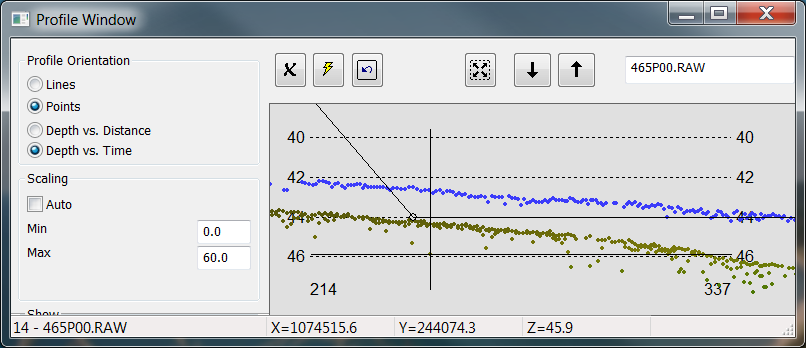 Profile Window
Profile Orientation
Lines
Points
Depth vs. Distance
Depth vs. Time
Scaling
Auto
Min 0.0
Max 60.0
465P00.RAW
40 40
42 42
44 44
46 46
214 337
Show
14 - 465P00.RAW X=1074515.6 Y=244074.3 Z=45.9